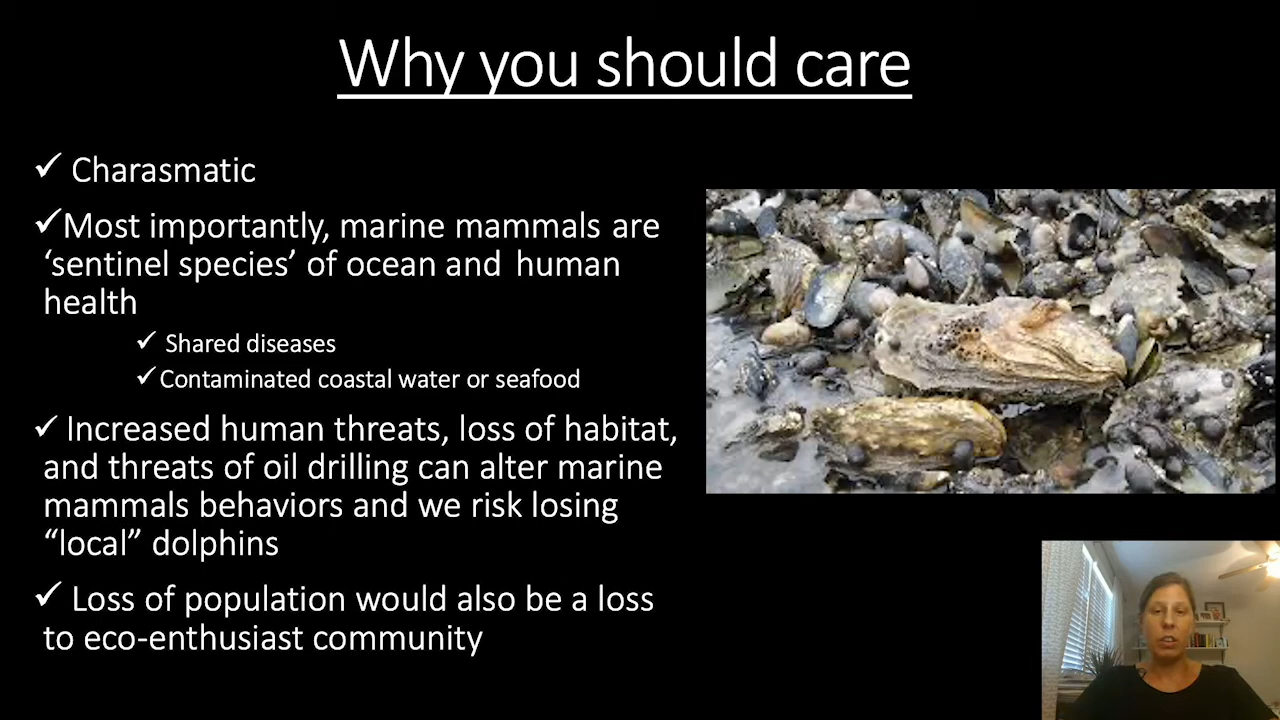 Why you should care
✓ Charasmatic
✓Most importantly, marine mammals are
‘sentinel species’ of ocean and human
health
✓ Shared diseases
✓Contaminated coastal water or seafood
✓ Increased human threats, loss of habitat,
and threats of oil drilling can alter marine
mammals behaviors and we risk losing
“local” dolphins
✓ Loss of population would also be a loss
to eco-enthusiast community